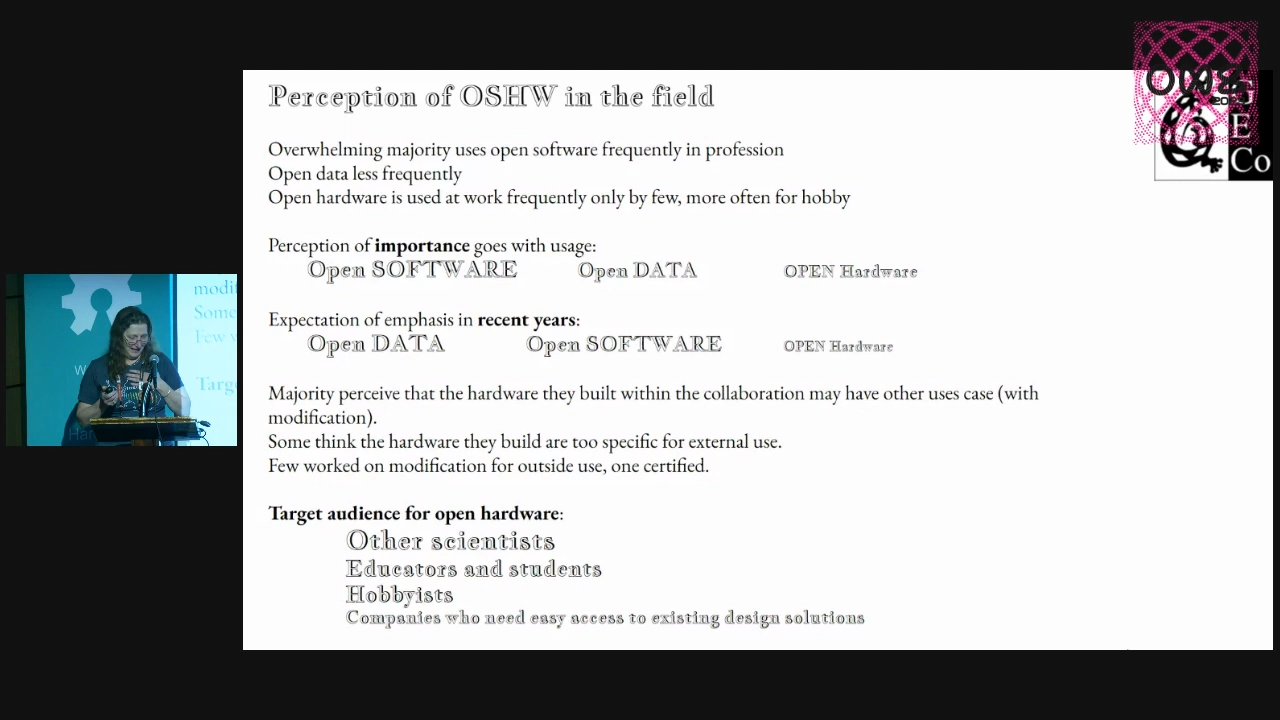 Perception of OSHW in the field
Overwhelming majority uses open software frequently in profession
Open data less frequently
Open hardware is used at work frequently only by few, more often for hobby
Perception of importance goes with usage:
Open SOFTWARE Open DATA OPEN Hardware
Expectation of emphasis in recent years:
Open DATA Open SOFTWARE OPEN Hardware
Majority perceive that the hardware they built within the collaboration may have other uses case (with
modification).
Some think the hardware they build are too specific for external use.
Few worked on modification for outside use, one certified.
Target audience for open hardware:
Other scientists
Educators and students
Hobbyists
Companies who need easy access to existing design solutions
E
Co
modif
Some
Few w
Targe